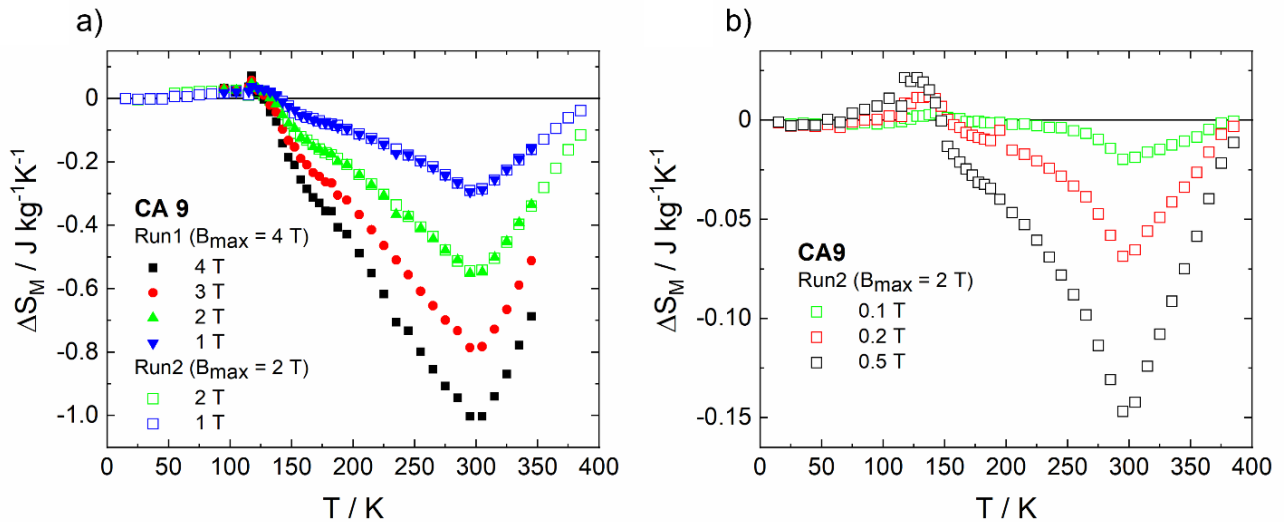 a)
0
-0.2
-0.4
-0.6
-0.8
-1.0
ΔS_M / J kg⁻¹K⁻¹
CA 9
Run1 (B_max = 4 T)
4 T
3 T
2 T
1 T
Run2 (B_max = 2 T)
2 T
1 T
0 50 100 150 200 250 300 350 400
T / K
b)
0
-0.05
-0.10
-0.15
ΔS_M / J kg⁻¹K⁻¹
CA9
Run2 (B_max = 2 T)
0.1 T
0.2 T
0.5 T
0 50 100 150 200 250 300 350 400
T / K